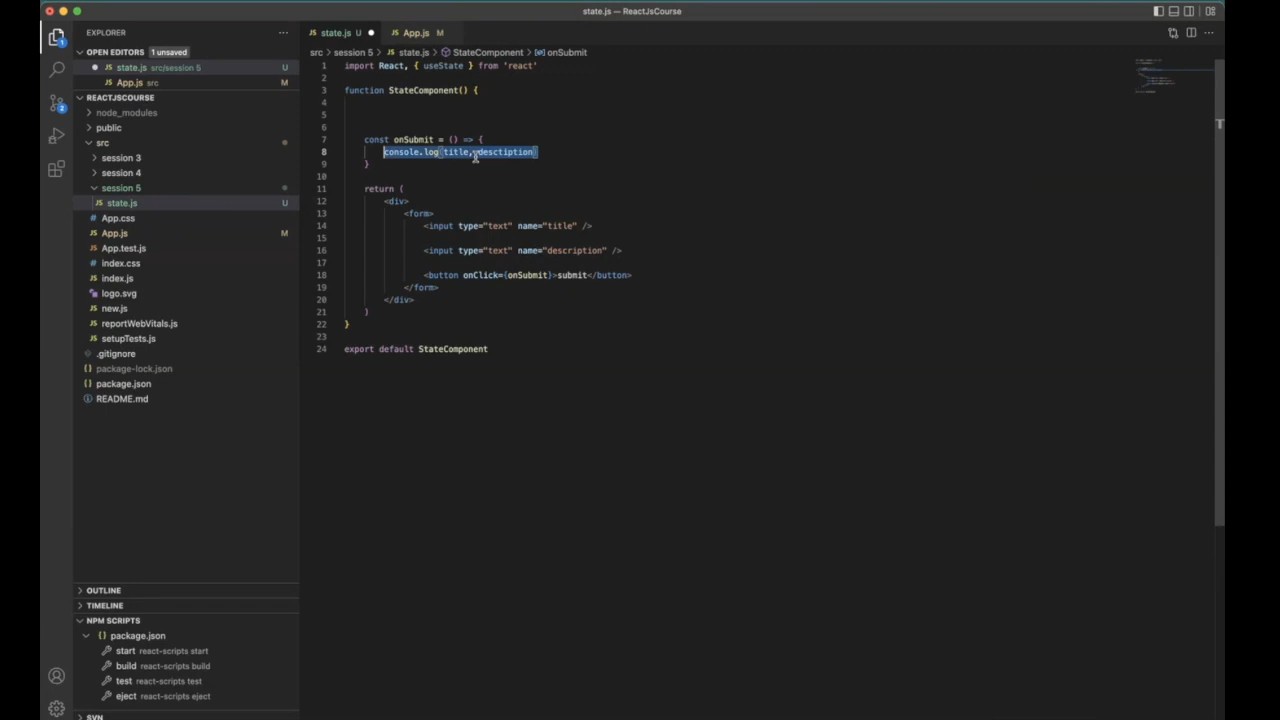 state.js — ReactJsCourse
EXPLORER
OPEN EDITORS 1 unsaved
state.js src/session 5 U
App.js src M
REACTJSCOURSE
node_modules
public
src
session 3
session 4
session 5
state.js U
App.css
App.js M
App.test.js
index.css
index.js
logo.svg
new.js
reportWebVitals.js
setupTests.js
.gitignore
package-lock.json
package.json
README.md
OUTLINE
TIMELINE
NPM SCRIPTS
package.json
start react-scripts start
build react-scripts build
test react-scripts test
eject react-scripts eject
SVN
1
2
state.js U App.js M
src > session 5 > state.js > StateComponent > onSubmit
1 import React, { useState } from 'react'
2
3 function StateComponent() {
4
5
6
7 const onSubmit = () => {
8 console.log(title, desctiption)
9 }
10
11 return (
12 <div>
13 <form>
14 <input type="text" name="title" />
15
16 <input type="text" name="description" />
17
18 <button onClick={onSubmit}>submit</button>
19 </form>
20 </div>
21 )
22 }
23
24 export default StateComponent